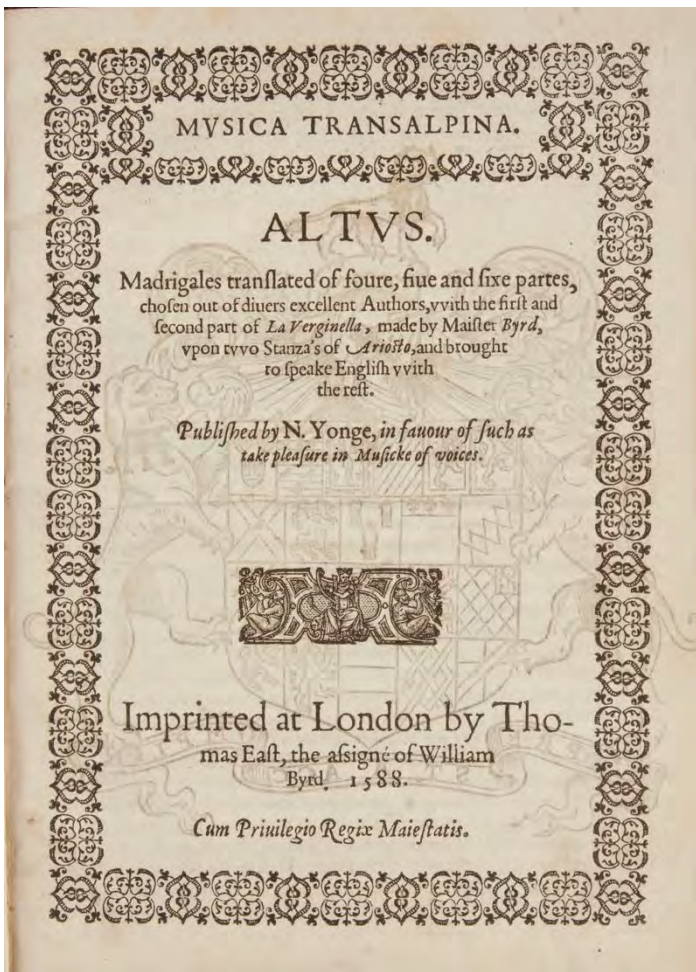 MVSICA TRANSALPINA.
ALTVS.
Madrigales tranſlated of foure, fiue and ſixe partes,
choſen out of diuers excellent Authors, vvith the firſt and
ſecond part of La Verginella, made by Maiſter Byrd,
vpon tvvo Stanza's of Arioſto, and brought
to ſpeake Engliſh vvith
the reſt.
Publiſhed by N. Yonge, in fauour of ſuch as
take pleaſure in Muſicke of voices.
Imprinted at London by Tho-
mas Eaſt, the aſsigné of William
Byrd. 1588.
Cum Priuilegio Regiæ Maieſtatis.